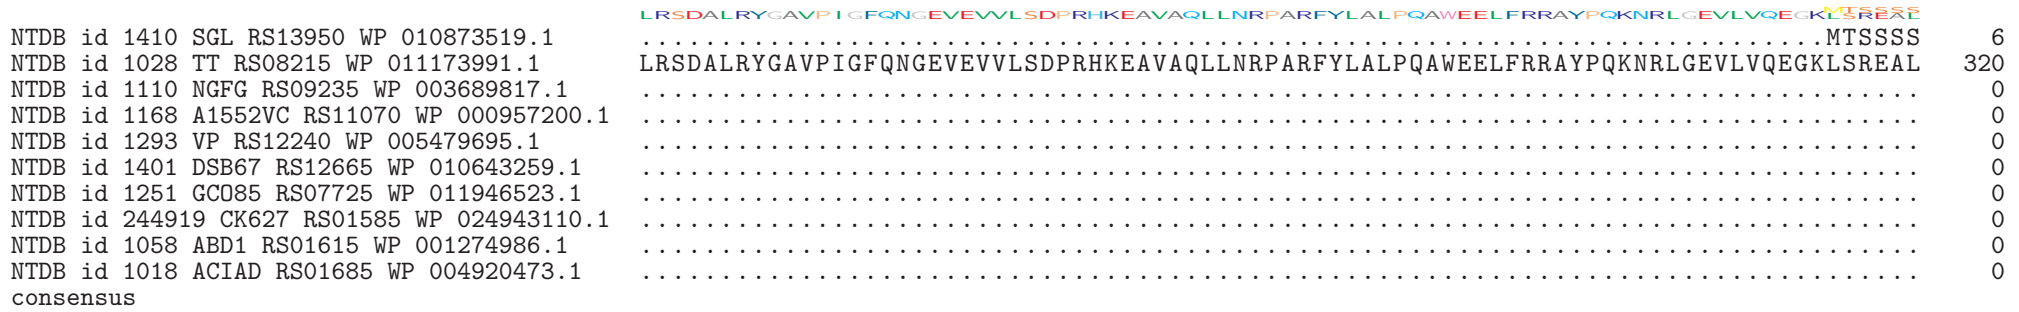 LRSDALRYGAVPIGFQNGEVEVVLSDPRHKEAVAQLLNRPARFYLALPQAWEELFRRAYPQKNRLGEVLVQEGKLSREAL
NTDB id 1410 SGL RS13950 WP 010873519.1 ..........................................................................MTSSSS 6
NTDB id 1028 TT RS08215 WP 011173991.1 LRSDALRYGAVPIGFQNGEVEVVLSDPRHKEAVAQLLNRPARFYLALPQAWEELFRRAYPQKNRLGEVLVQEGKLSREAL 320
NTDB id 1110 NGFG RS09235 WP 003689817.1 ................................................................................ 0
NTDB id 1168 A1552VC RS11070 WP 000957200.1 ................................................................................ 0
NTDB id 1293 VP RS12240 WP 005479695.1 ................................................................................ 0
NTDB id 1401 DSB67 RS12665 WP 010643259.1 ................................................................................ 0
NTDB id 1251 GCO85 RS07725 WP 011946523.1 ................................................................................ 0
NTDB id 244919 CK627 RS01585 WP 024943110.1 ................................................................................ 0
NTDB id 1058 ABD1 RS01615 WP 001274986.1 ................................................................................ 0
NTDB id 1018 ACIAD RS01685 WP 004920473.1 ................................................................................ 0
consensus